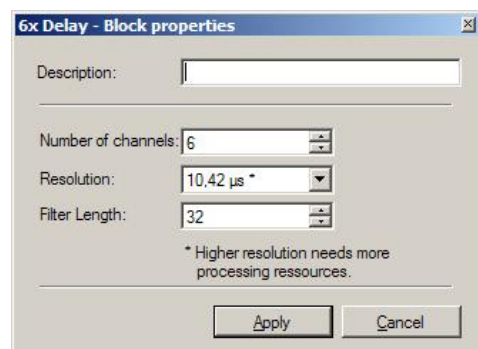 6x Delay - Block properties
Description:
Number of channels: 6
Resolution: 10,42 µs *
Filter Length: 32
* Higher resolution needs more
processing ressources.
Apply Cancel